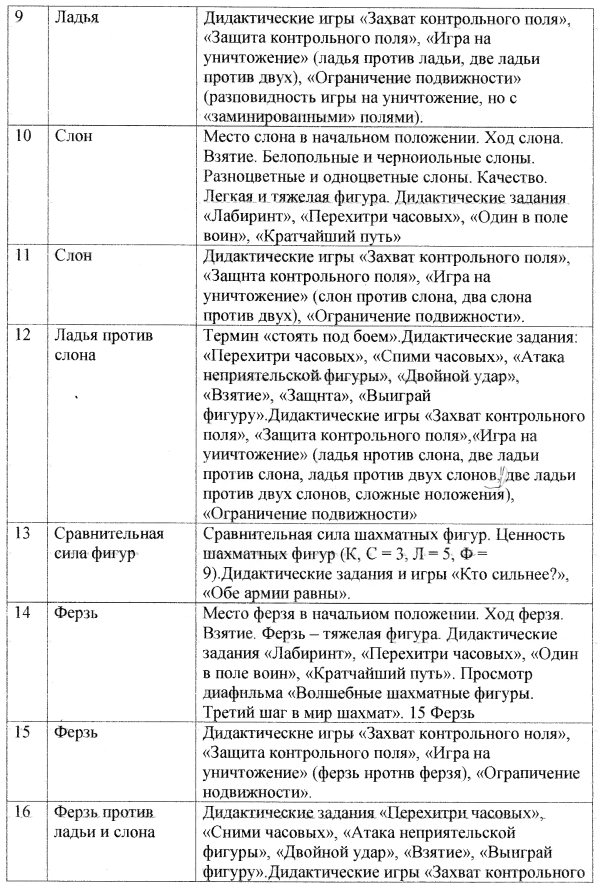 9 Ладья Дидактические игры «Захват контрольного поля»,
«Защита контрольного поля», «Игра на
уничтожение» (ладья против ладьи, две ладьи
против двух), «Ограничение подвижности»
(разповидность игры на уничтожение, но с
«заминированными» полями).
10 Слон Место слона в начальном положении. Ход слона.
Взятие. Белопольные и черноиольные слоны.
Разноцветные и одноцветные слоны. Качество.
Легкая и тяжелая фигура. Дидактические задания
«Лабиринт», «Перехитри часовых», «Один в поле
воин», «Кратчайший путь»
11 Слон Дидактические игры «Захват контрольного поля»,
«Защнта контрольного поля», «Игра на
уничтожение» (слон против слона, два слона
против двух), «Ограничение подвижности».
12 Ладья против Термин «стоять под боем».Дидактические задания:
слона «Перехитри часовых», «Спими часовых», «Атака
неприятельской фигуры», «Двойной удар»,
«Взятие», «Защнта», «Выиграй
фигуру».Дидактические игры «Захват контрольного
поля», «Защита контрольного поля»,«Игра на
уиичтожение» (ладья нротив слона, две ладьи
против слона, ладья против двух слонов, две ладьи
против двух слонов, сложные ноложения),
«Ограничение подвижности»
13 Сравнительная Сравнительная сила шахматных фигур. Ценность
сила фигур шахматных фигур (К, С = 3, Л = 5, Ф =
9).Дидактические задания и игры «Кто сильнее?»,
«Обе армии равны».
14 Ферзь Место ферзя в начальиом положении. Ход ферзя.
Взятие. Ферзь – тяжелая фигура. Дидактические
задания «Лабиринт», «Перехитри часовых», «Один
в поле воин», «Кратчайший путь». Просмотр
диафильма «Волшебные шахматные фигуры.
Третий шаг в мир шахмат». 15 Ферзь
15 Ферзь Дидактические игры «Захват контрольного ноля»,
«Защита контрольного поля», «Игра на
уничтожение» (ферзь нротнв ферзя), «Ограпичение
нодвижности».
16 Ферзь против Дидактические задания «Перехитри часовых»,
ладьи и слона «Сними часовых», «Атака неприятельской
фигуры», «Двойной удар», «Взятие», «Выиграй
фигуру».Дидактические игры «Захват контрольного